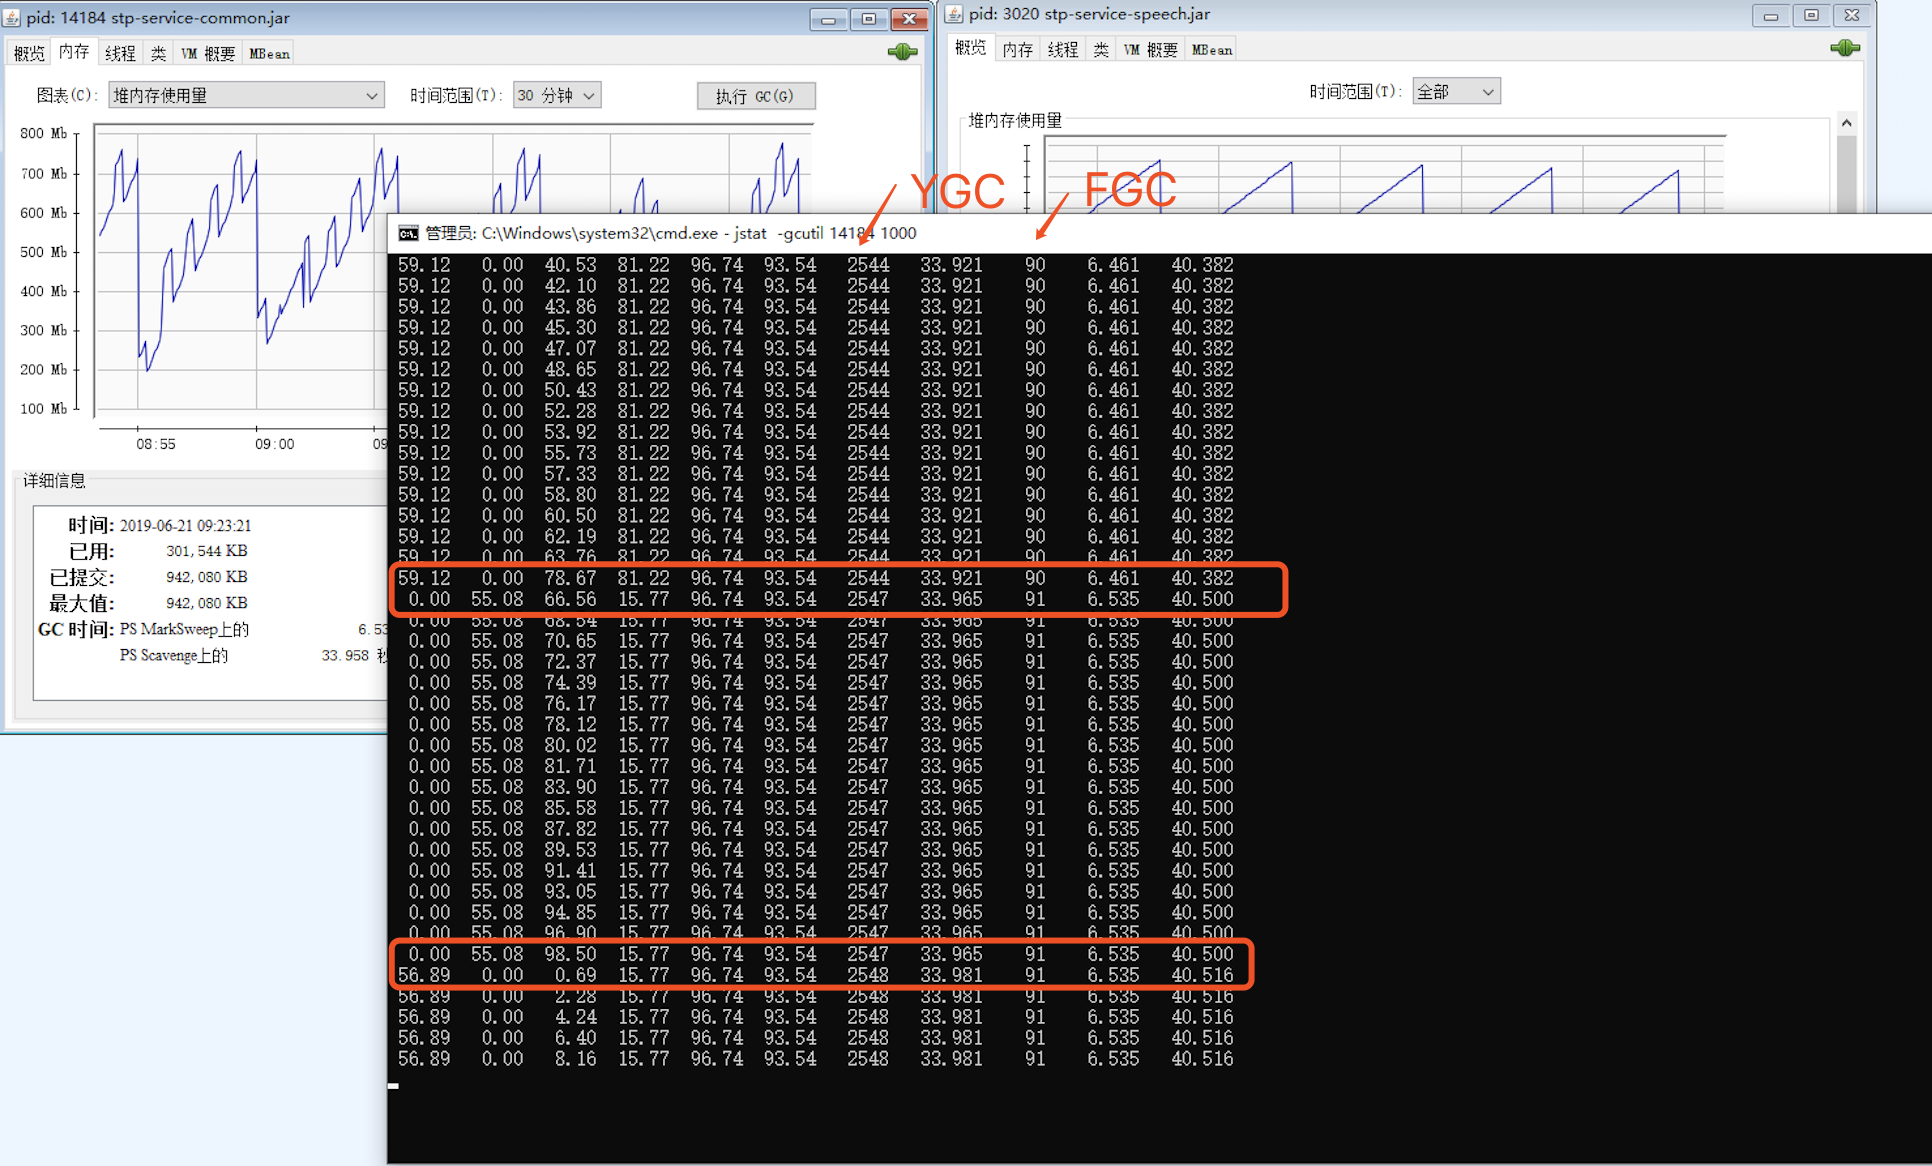 pid: 14184 stp-service-common.jar
概览 内存 线程 类 VM 概要 MBean
图表(C): 堆内存使用量 时间范围(T): 30 分钟 执行 GC(G)
800 Mb
700 Mb
600 Mb
500 Mb
400 Mb
300 Mb
200 Mb
100 Mb
08:55 09:00 09
详细信息
时间: 2019-06-21 09:23:21
已用: 301,544 KB
已提交: 942,080 KB
最大值: 942,080 KB
GC 时间: PS MarkSweep上的 6.53
PS Scavenge上的 33.958 秒
pid: 3020 stp-service-speech.jar
概览 内存 线程 类 VM 概要 MBean
时间范围(T): 全部
堆内存使用量
YGC FGC
管理员: C:\Windows\system32\cmd.exe - jstat -gcutil 14184 1000
59.12 0.00 40.53 81.22 96.74 93.54 2544 33.921 90 6.461 40.382
59.12 0.00 42.10 81.22 96.74 93.54 2544 33.921 90 6.461 40.382
59.12 0.00 43.86 81.22 96.74 93.54 2544 33.921 90 6.461 40.382
59.12 0.00 45.30 81.22 96.74 93.54 2544 33.921 90 6.461 40.382
59.12 0.00 47.07 81.22 96.74 93.54 2544 33.921 90 6.461 40.382
59.12 0.00 48.65 81.22 96.74 93.54 2544 33.921 90 6.461 40.382
59.12 0.00 50.43 81.22 96.74 93.54 2544 33.921 90 6.461 40.382
59.12 0.00 52.28 81.22 96.74 93.54 2544 33.921 90 6.461 40.382
59.12 0.00 53.92 81.22 96.74 93.54 2544 33.921 90 6.461 40.382
59.12 0.00 55.73 81.22 96.74 93.54 2544 33.921 90 6.461 40.382
59.12 0.00 57.33 81.22 96.74 93.54 2544 33.921 90 6.461 40.382
59.12 0.00 58.80 81.22 96.74 93.54 2544 33.921 90 6.461 40.382
59.12 0.00 60.50 81.22 96.74 93.54 2544 33.921 90 6.461 40.382
59.12 0.00 62.19 81.22 96.74 93.54 2544 33.921 90 6.461 40.382
59.12 0.00 63.76 81.22 96.74 93.54 2544 33.921 90 6.461 40.382
59.12 0.00 78.67 81.22 96.74 93.54 2544 33.921 90 6.461 40.382
0.00 55.08 66.56 15.77 96.74 93.54 2547 33.965 91 6.535 40.500
0.00 55.08 68.54 15.77 96.74 93.54 2547 33.965 91 6.535 40.500
0.00 55.08 70.65 15.77 96.74 93.54 2547 33.965 91 6.535 40.500
0.00 55.08 72.37 15.77 96.74 93.54 2547 33.965 91 6.535 40.500
0.00 55.08 74.39 15.77 96.74 93.54 2547 33.965 91 6.535 40.500
0.00 55.08 76.17 15.77 96.74 93.54 2547 33.965 91 6.535 40.500
0.00 55.08 78.12 15.77 96.74 93.54 2547 33.965 91 6.535 40.500
0.00 55.08 80.02 15.77 96.74 93.54 2547 33.965 91 6.535 40.500
0.00 55.08 81.71 15.77 96.74 93.54 2547 33.965 91 6.535 40.500
0.00 55.08 83.90 15.77 96.74 93.54 2547 33.965 91 6.535 40.500
0.00 55.08 85.58 15.77 96.74 93.54 2547 33.965 91 6.535 40.500
0.00 55.08 87.82 15.77 96.74 93.54 2547 33.965 91 6.535 40.500
0.00 55.08 89.53 15.77 96.74 93.54 2547 33.965 91 6.535 40.500
0.00 55.08 91.41 15.77 96.74 93.54 2547 33.965 91 6.535 40.500
0.00 55.08 93.05 15.77 96.74 93.54 2547 33.965 91 6.535 40.500
0.00 55.08 94.85 15.77 96.74 93.54 2547 33.965 91 6.535 40.500
0.00 55.08 96.90 15.77 96.74 93.54 2547 33.965 91 6.535 40.500
0.00 55.08 98.50 15.77 96.74 93.54 2547 33.965 91 6.535 40.500
56.89 0.00 0.69 15.77 96.74 93.54 2548 33.981 91 6.535 40.516
56.89 0.00 2.28 15.77 96.74 93.54 2548 33.981 91 6.535 40.516
56.89 0.00 4.24 15.77 96.74 93.54 2548 33.981 91 6.535 40.516
56.89 0.00 6.40 15.77 96.74 93.54 2548 33.981 91 6.535 40.516
56.89 0.00 8.16 15.77 96.74 93.54 2548 33.981 91 6.535 40.516